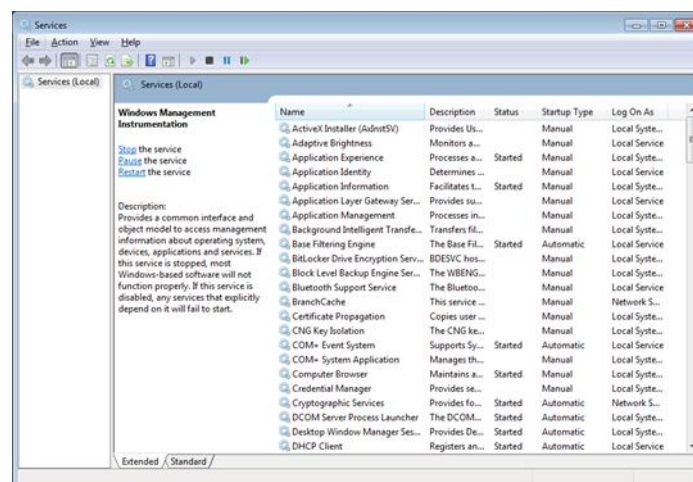 Services
File Action View Help
Services (Local)
Services (Local)
Windows Management
Instrumentation
Stop the service
Pause the service
Restart the service
Description:
Provides a common interface and
object model to access management
information about operating system,
devices, applications and services. If
this service is stopped, most
Windows-based software will not
function properly. If this service is
disabled, any services that explicitly
depend on it will fail to start.
Name Description Status Startup Type Log On As
ActiveX Installer (AxInstSV) Provides Us... Manual Local Syste...
Adaptive Brightness Monitors a... Manual Local Service
Application Experience Processes a... Started Manual Local Syste...
Application Identity Determines ... Manual Local Service
Application Information Facilitates t... Started Manual Local Syste...
Application Layer Gateway Ser... Provides su... Manual Local Service
Application Management Processes in... Manual Local Syste...
Background Intelligent Transfe... Transfers fil... Manual Local Syste...
Base Filtering Engine The Base Fil... Started Automatic Local Service
BitLocker Drive Encryption Serv... BDESVC hos... Manual Local Syste...
Block Level Backup Engine Ser... The WBENG... Manual Local Syste...
Bluetooth Support Service The Bluetoo... Manual Local Service
BranchCache This service ... Manual Network S...
Certificate Propagation Copies user ... Manual Local Syste...
CNG Key Isolation The CNG ke... Manual Local Syste...
COM+ Event System Supports Sy... Started Automatic Local Service
COM+ System Application Manages th... Manual Local Syste...
Computer Browser Maintains a... Started Manual Local Syste...
Credential Manager Provides se... Manual Local Syste...
Cryptographic Services Provides fo... Started Automatic Network S...
DCOM Server Process Launcher The DCOM... Started Automatic Local Syste...
Desktop Window Manager Ses... Provides De... Started Automatic Local Syste...
DHCP Client Registers an... Started Automatic Local Service
Extended Standard